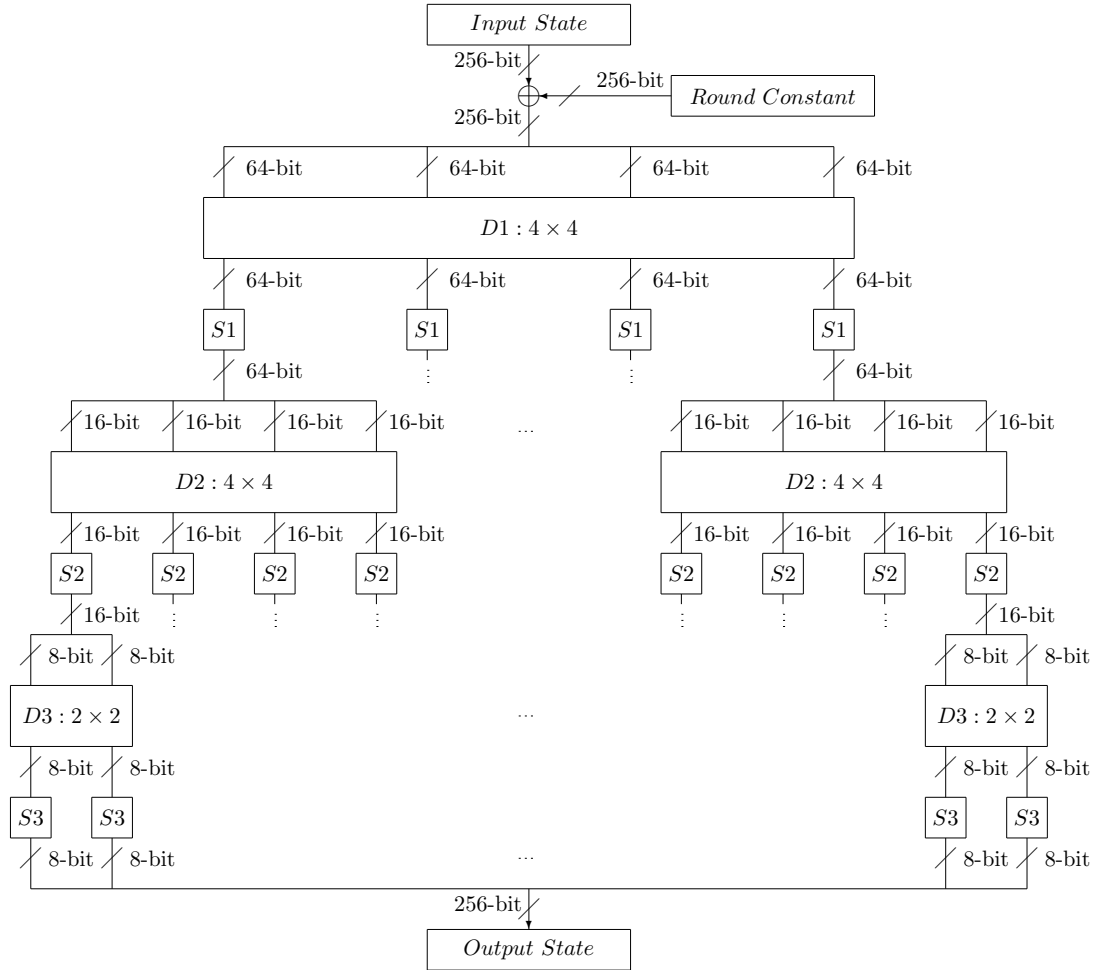 Input State
256-bit
256-bit
Round Constant
256-bit
64-bit 64-bit 64-bit 64-bit
D1 : 4 × 4
64-bit 64-bit 64-bit 64-bit
S1 S1 S1 S1
64-bit ... ... 64-bit
16-bit 16-bit 16-bit 16-bit ... 16-bit 16-bit 16-bit 16-bit
D2 : 4 × 4 D2 : 4 × 4
16-bit 16-bit 16-bit 16-bit 16-bit 16-bit 16-bit 16-bit
S2 S2 S2 S2 S2 S2 S2 S2
16-bit ... ... ... ... ... ... 16-bit
8-bit 8-bit 8-bit 8-bit
D3 : 2 × 2 ... D3 : 2 × 2
8-bit 8-bit 8-bit 8-bit
S3 S3 S3 S3
8-bit 8-bit ... 8-bit 8-bit
256-bit
Output State